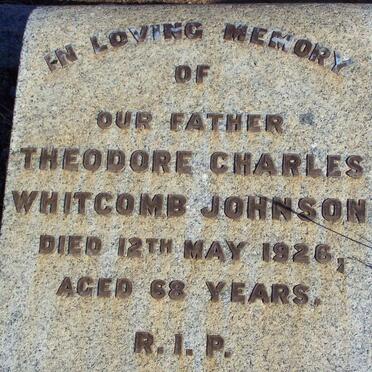 IN LOVING MEMORY
OF
OUR FATHER
THEODORE CHARLES
WHITCOMB JOHNSON
DIED 12TH MAY 1926,
AGED 68 YEARS.
R.I.P.